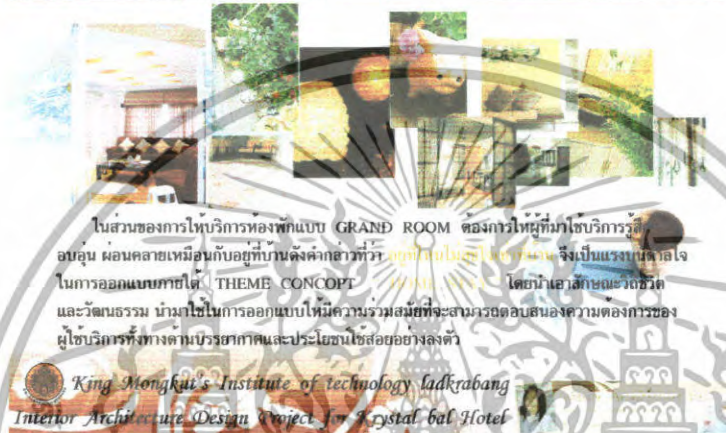 ในส่วนของการให้บริการห้องพักแบบ GRAND ROOM ต้องการให้ผู้ที่มาใช้บริการรู้สึก
อบอุ่น ผ่อนคลายเหมือนกับอยู่ที่บ้านดังคำกล่าวที่ว่า จึงเป็นแรงบันดาลใจ
ในการออกแบบภายใต้ THEME CONCOPT โดยนำเอาลักษณะวิถีชีวิต
และวัฒนธรรม นำมาใช้ในการออกแบบให้มีความร่วมสมัยที่จะสามารถตอบสนองความต้องการของ
ผู้ใช้บริการทั้งทางด้านบรรยากาศและประโยชน์ใช้สอยอย่างลงตัว
King Mongkut's Institute of technology ladkrabang
Interior Architecture Design Project for Krystal bal Hotel